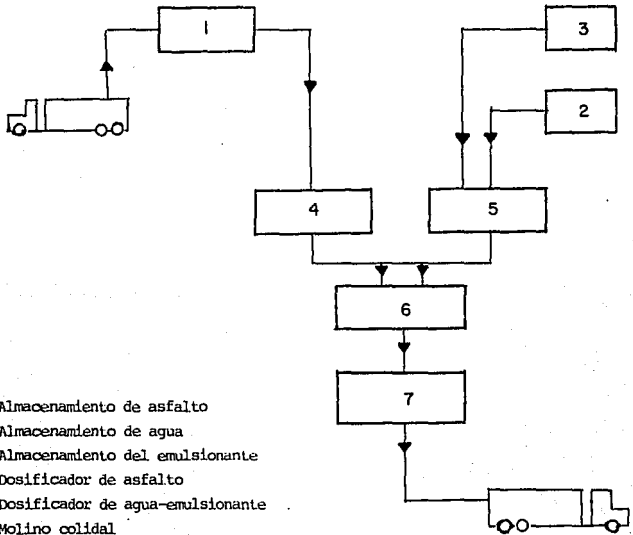 1
3
2
4
5
6
7
Almacenamiento de asfalto
Almacenamiento de agua
Almacenamiento del emulsionante
Dosificador de asfalto
Dosificador de agua-emulsionante
Molino colidal